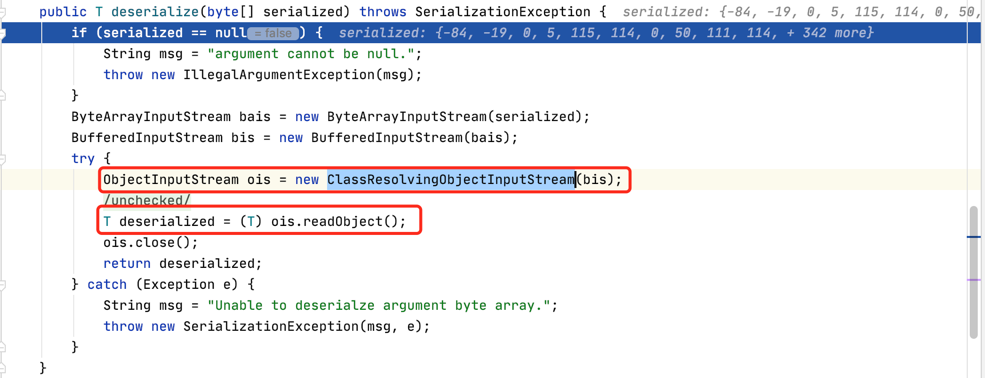 public T deserialize(byte[] serialized) throws SerializationException {  serialized: {-84, -19, 0, 5, 115, 114, 0, 50,
if (serialized == null = false ) {  serialized: {-84, -19, 0, 5, 115, 114, 0, 50, 111, 114, + 342 more}
String msg = "argument cannot be null.";
throw new IllegalArgumentException(msg);
}
ByteArrayInputStream bais = new ByteArrayInputStream(serialized);
BufferedInputStream bis = new BufferedInputStream(bais);
try {
ObjectInputStream ois = new ClassResolvingObjectInputStream(bis);
/unchecked/
T deserialized = (T) ois.readObject();
ois.close();
return deserialized;
} catch (Exception e) {
String msg = "Unable to deserialze argument byte array.";
throw new SerializationException(msg, e);
}
}